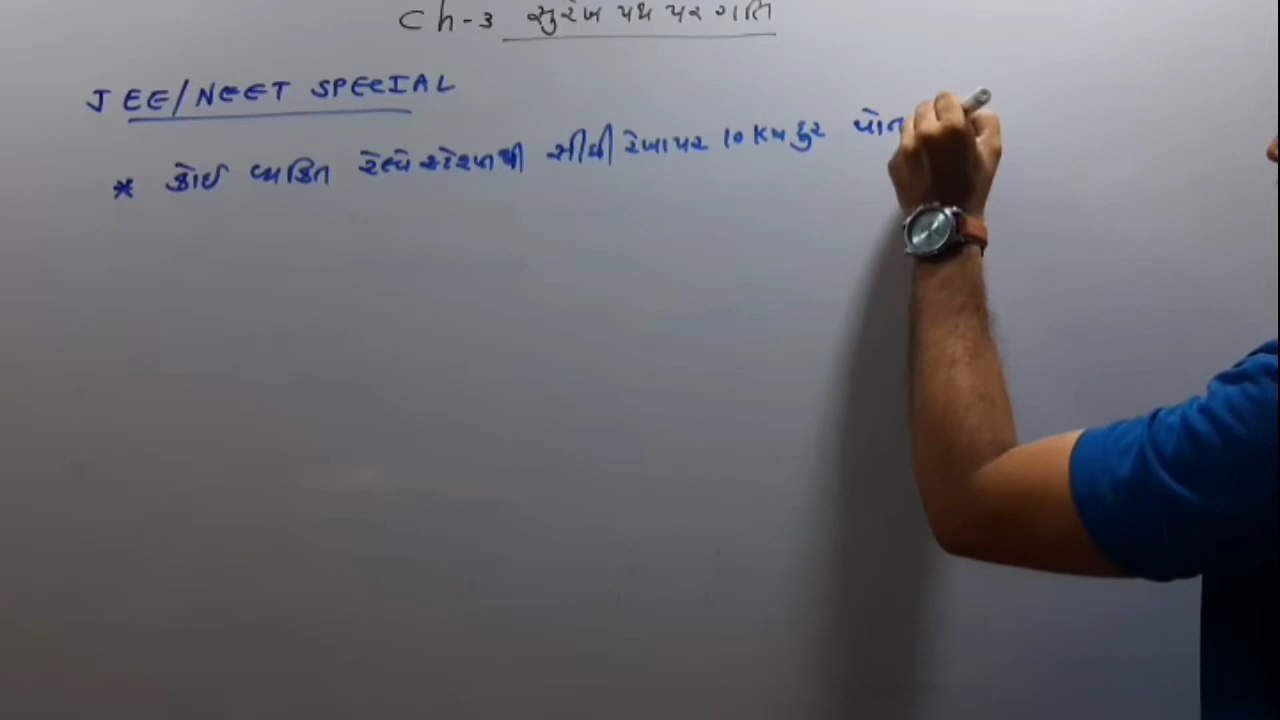 Ch-3 સુરેખ પથ પર ગતિ
JEE/NEET SPECIAL
* કોઈ વ્યકિત રેલ્વે સ્ટેશનથી સીધી રેખા પર 10 KM દુર પોત